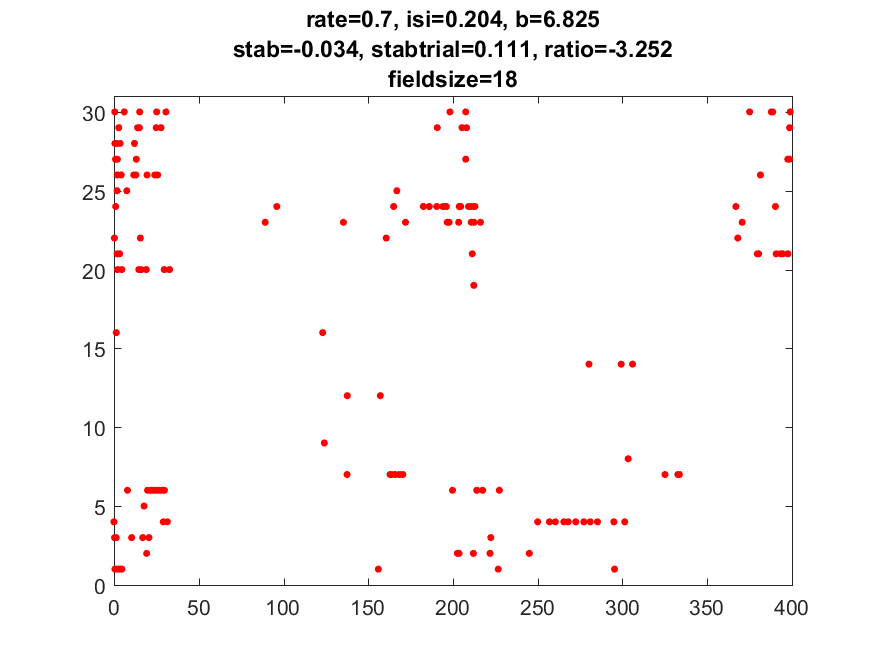 rate=0.7, isi=0.204, b=6.825
stab=-0.034, stabtrial=0.111, ratio=-3.252
fieldsize=18
30
25
20
15
10
5
0
0 50 100 150 200 250 300 350 400